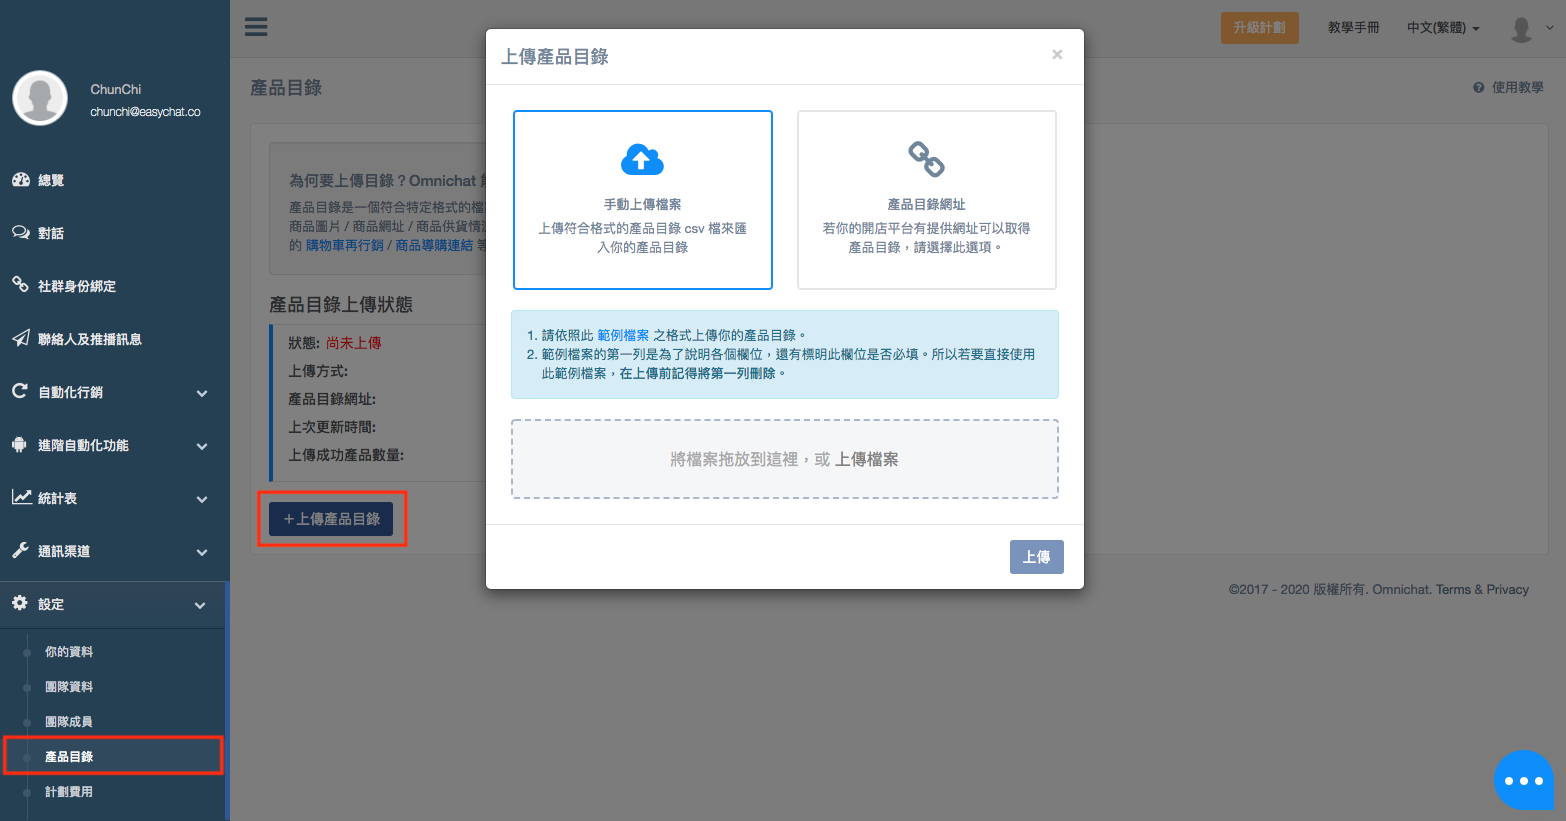 ChunChi
chunchi@easychat.co
總覽
對話
社群身份綁定
聯絡人及推播訊息
自動化行銷
進階自動化功能
統計表
通訊渠道
設定
你的資料
團隊資料
團隊成員
產品目錄
計劃費用
升級計劃
教學手冊
中文(繁體)
產品目錄
使用教學
為何要上傳目錄？Omnichat
產品目錄是一個符合特定格式的檔
商品圖片 / 商品網址 / 商品供貨情
的 購物車再行銷 / 商品導購連結 等
產品目錄上傳狀態
狀態: 尚未上傳
上傳方式:
產品目錄網址:
上次更新時間:
上傳成功產品數量:
+上傳產品目錄
上傳產品目錄
×
手動上傳檔案
上傳符合格式的產品目錄 csv 檔來匯
入你的產品目錄
產品目錄網址
若你的開店平台有提供網址可以取得
產品目錄，請選擇此選項。
1. 請依照此 範例檔案 之格式上傳你的產品目錄。
2. 範例檔案的第一列是為了說明各個欄位，還有標明此欄位是否必填。所以若要直接使用
此範例檔案，在上傳前記得將第一列刪除。
將檔案拖放到這裡，或 上傳檔案
上傳
©2017 - 2020 版權所有. Omnichat. Terms & Privacy